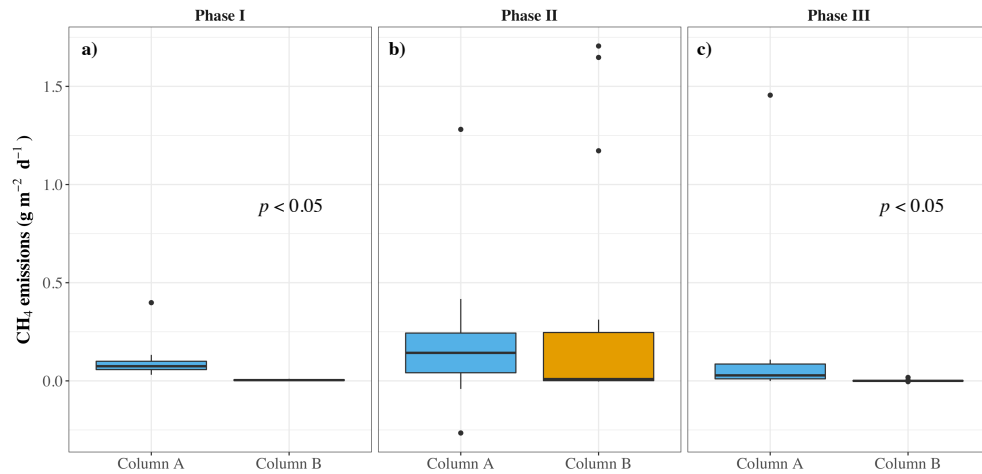 Phase I Phase II Phase III
a) b) c)
CH₄ emissions (g m⁻² d⁻¹)
1.5
1.0
0.5
0.0
p < 0.05 p < 0.05
Column A Column B Column A Column B Column A Column B